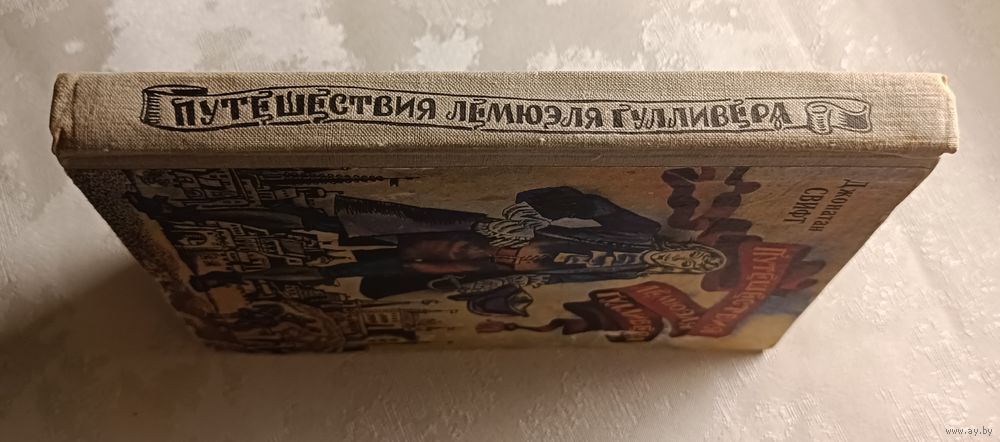 ПУТЕШЕСТВИЯ ЛЕМЮЭЛЯ ГУЛЛИВЕРА
Джонатан
СВИФТ
ПУТЕШЕСТВИЯ
ЛЕМЮЭЛЯ
ГУЛЛИВЕРА
© www.ay.by